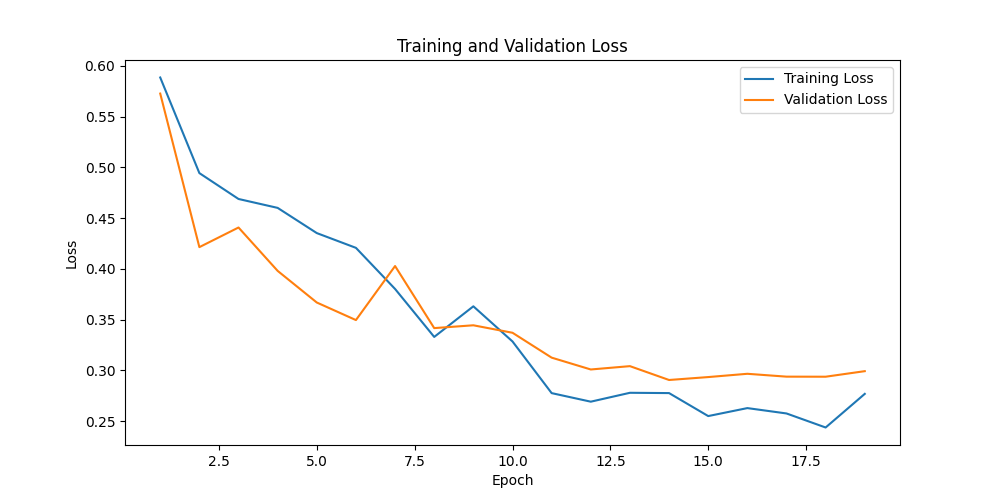 Training and Validation Loss
Training Loss
Validation Loss
0.60
0.55
0.50
0.45
0.40
0.35
0.30
0.25
Loss
2.5 5.0 7.5 10.0 12.5 15.0 17.5
Epoch